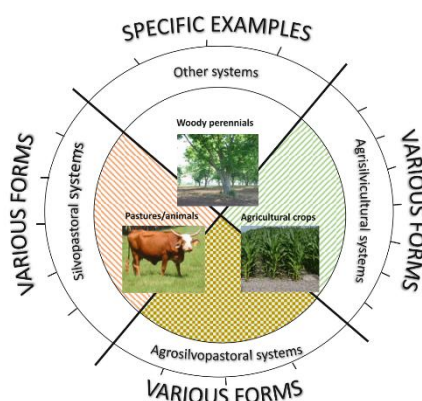 SPECIFIC EXAMPLES
Other systems
Woody perennials
VARIOUS FORMS
Silvopastoral systems
Pastures/animals
Agricultural crops
Agrisilvicultural systems
VARIOUS FORMS
Agrosilvopastoral systems
VARIOUS FORMS